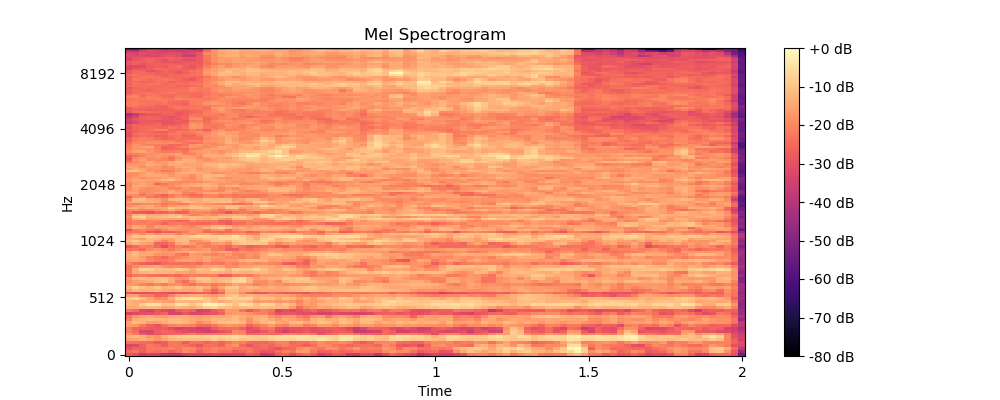 Mel Spectrogram
+0 dB
8192
-10 dB
-20 dB
4096
-30 dB
2048
Hz
-40 dB
1024
-50 dB
-60 dB
512
-70 dB
0
-80 dB
0
0.5
1
1.5
2
Time